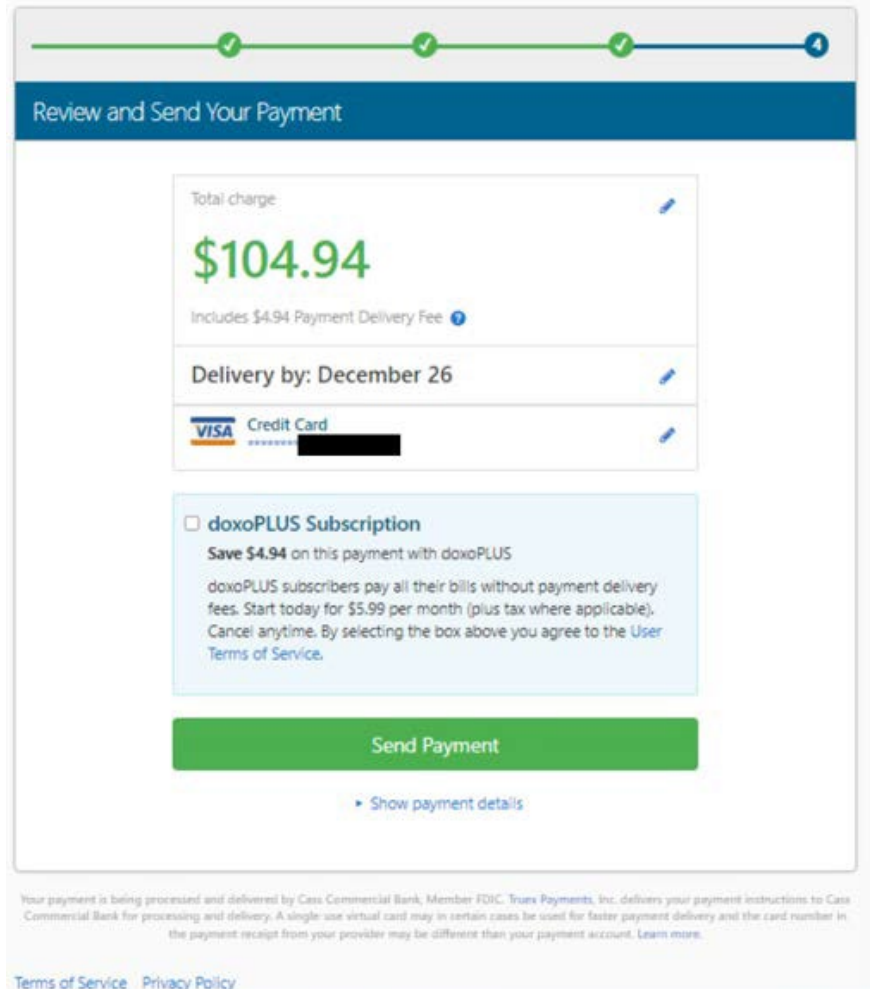 4
Review and Send Your Payment
Total charge
$104.94
Includes $4.94 Payment Delivery Fee ?
Delivery by: December 26
VISA Credit Card
********
doxoPLUS Subscription
Save $4.94 on this payment with doxoPLUS
doxoPLUS subscribers pay all their bills without payment delivery
fees. Start today for $5.99 per month (plus tax where applicable).
Cancel anytime. By selecting the box above you agree to the User
Terms of Service.
Send Payment
Show payment details
Your payment is being processed and delivered by Cass Commercial Bank, Member FDIC. Truex Payments, Inc. delivers your payment instructions to Cass
Commercial Bank for processing and delivery. A single use virtual card may in certain cases be used for faster payment delivery and the card number in
the payment receipt from your provider may be different than your payment account. Learn more.
Terms of Service Privacy Policy